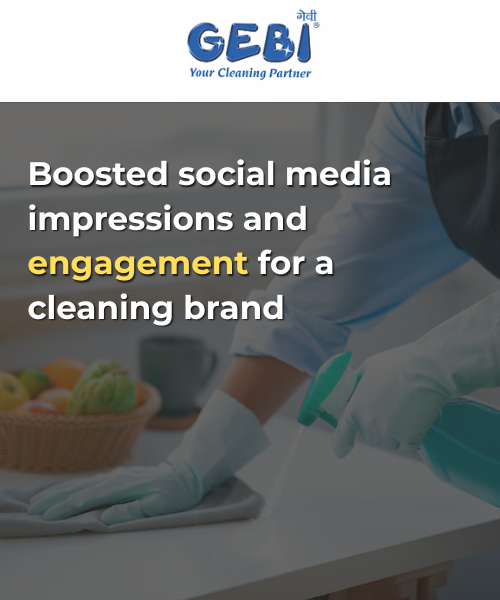 गेबी
GEBI®
Your Cleaning Partner
Boosted social media
impressions and
engagement for a
cleaning brand